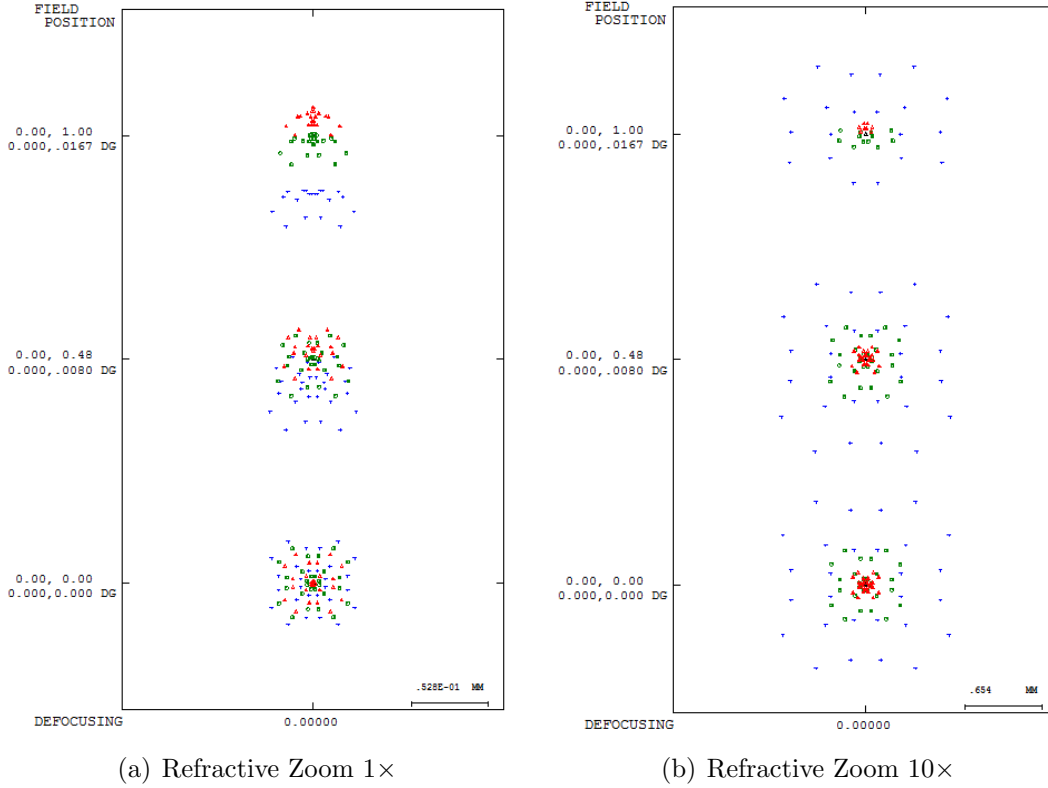 FIELD
POSITION
0.00, 1.00
0.000,.0167 DG
0.00, 0.48
0.000,.0080 DG
0.00, 0.00
0.000,0.000 DG
.528E-01 MM
DEFOCUSING 0.00000
(a) Refractive Zoom 1×
FIELD
POSITION
0.00, 1.00
0.000,.0167 DG
0.00, 0.48
0.000,.0080 DG
0.00, 0.00
0.000,0.000 DG
.654 MM
DEFOCUSING 0.00000
(b) Refractive Zoom 10×